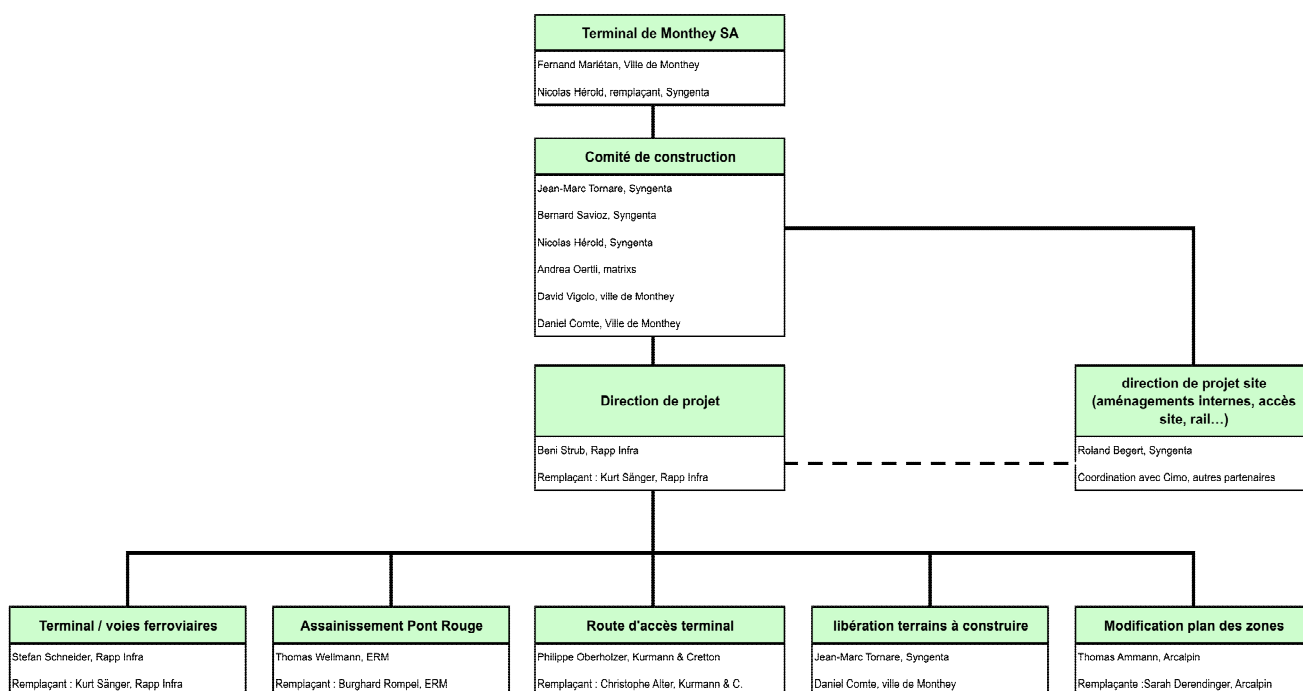 Terminal de Monthey SA
Fernand Mariétan, Ville de Monthey
Nicolas Hérold, remplaçant, Syngenta
Comité de construction
Jean-Marc Tornare, Syngenta
Bernard Savioz, Syngenta
Nicolas Hérold, Syngenta
Andrea Oertli, matrixs
David Vigolo, ville de Monthey
Daniel Comte, Ville de Monthey
Direction de projet
Beni Strub, Rapp Infra
Remplaçant : Kurt Sänger, Rapp Infra
direction de projet site
(aménagements internes, accès
site, rail…)
Roland Begert, Syngenta
Coordination avec Cimo, autres partenaires
Terminal / voies ferroviaires
Stefan Schneider, Rapp Infra
Remplaçant : Kurt Sänger, Rapp Infra
Assainissement Pont Rouge
Thomas Wellmann, ERM
Remplaçant : Burghard Rompel, ERM
Route d'accès terminal
Philippe Oberholzer, Kurmann & Cretton
Remplaçant : Christophe Alter, Kurmann & C.
libération terrains à construire
Jean-Marc Tornare, Syngenta
Daniel Comte, ville de Monthey
Modification plan des zones
Thomas Ammann, Arcalpin
Remplaçante :Sarah Derendinger, Arcalpin